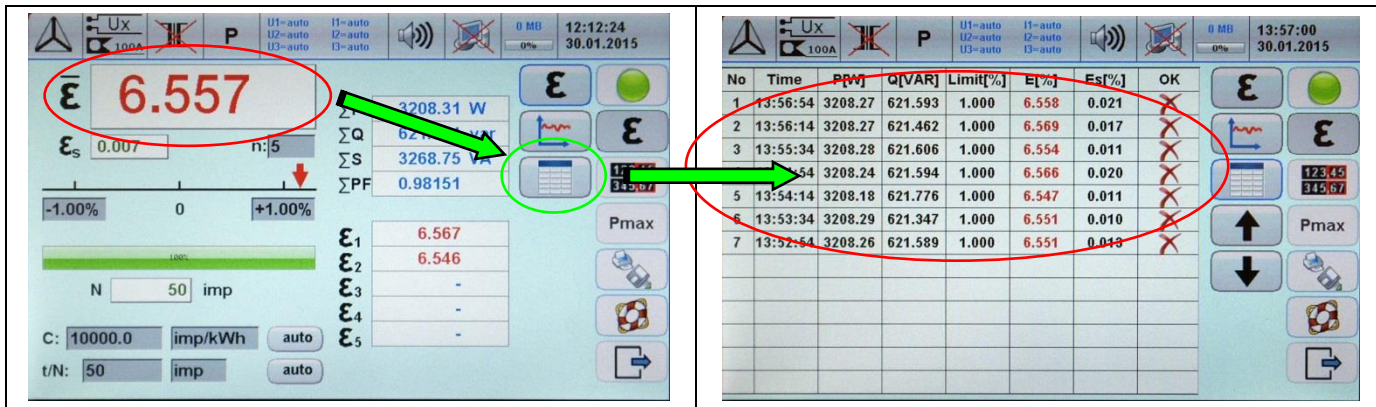 Ux
100A
P
U1=auto I1=auto
U2=auto I2=auto
U3=auto I3=auto
0 MB
0%
12:12:24
30.01.2015
ε 6.557
εs 0.007 n: 5
-1.00% 0 +1.00%
100%
N 50 imp
C: 10000.0 imp/kWh auto
t/N: 50 imp auto
3208.31 W
∑Q
∑S 3268.75 VA
∑PF 0.98151
ε1 6.567
ε2 6.546
ε3 -
ε4 -
ε5 -
ε
ε
Pmax
Ux
100A
P
U1=auto I1=auto
U2=auto I2=auto
U3=auto I3=auto
0 MB
0%
13:57:00
30.01.2015
No Time P[W] Q[VAR] Limit[%] E[%] Es[%] OK
1 13:56:54 3208.27 621.593 1.000 6.558 0.021
2 13:56:14 3208.27 621.462 1.000 6.569 0.017
3 13:55:34 3208.28 621.606 1.000 6.554 0.011
3208.24 621.594 1.000 6.566 0.020
5 13:54:14 3208.18 621.776 1.000 6.547 0.011
6 13:53:34 3208.29 621.347 1.000 6.551 0.010
7 13:52:54 3208.26 621.589 1.000 6.551 0.013
ε
ε
123.45
345.67
Pmax